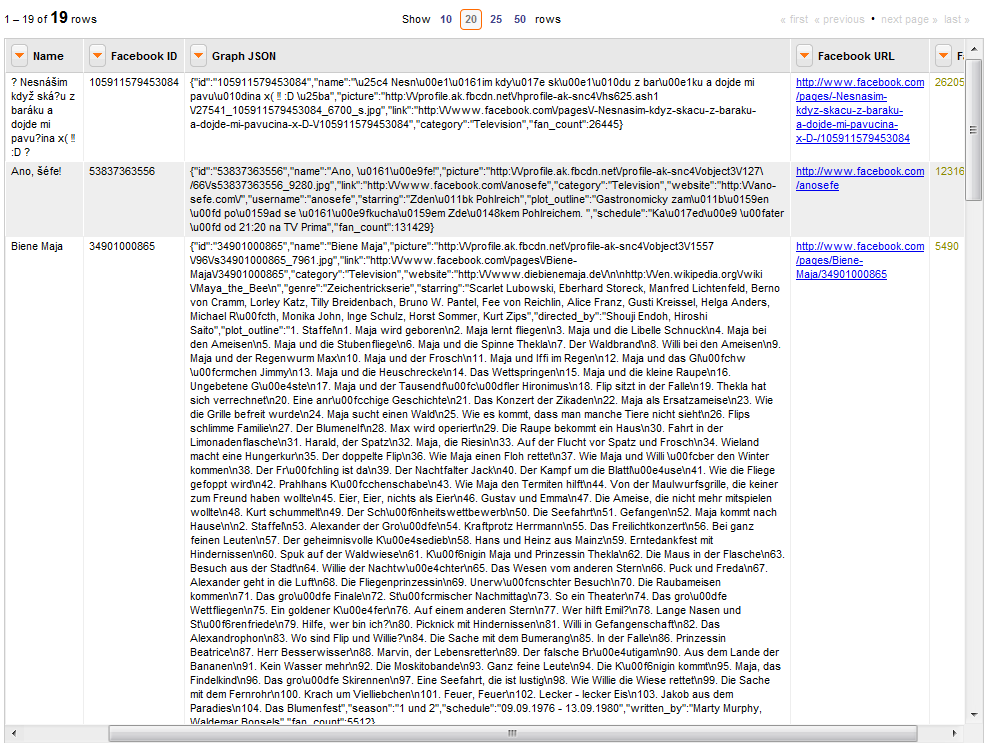 1 – 19 of 19 rows Show 10 20 25 50 rows « first ‹ previous • next page › last »
Name Facebook ID Graph JSON Facebook URL F
? Nesnášim když ská?u z baráku a dojde mi pavu?ina x( !! :D ?
105911579453084
{"id":"105911579453084","name":"\u25c4 Nesn\u00e1\u0161im kdy\u017e sk\u00e1\u010du z bar\u00e1ku a dojde mi
pavu\u010dina x( !! :D \u25ba","picture":"http:\/\/profile.ak.fbcdn.net\/hprofile-ak-snc4\/hs625.ash1
\/27541_105911579453084_6700_s.jpg","link":"http:\/\/www.facebook.com\/pages\/-Nesnasim-kdyz-skacu-z-baraku-
a-dojde-mi-pavucina-x-D-\/105911579453084","category":"Television","fan_count":26445}
http://www.facebook.com
/pages/-Nesnasim-
kdyz-skacu-z-baraku-
a-dojde-mi-pavucina-
x-D-/105911579453084
26205
Ano, šéfe!
53837363556
{"id":"53837363556","name":"Ano, \u0161\u00e9fe!","picture":"http:\/\/profile.ak.fbcdn.net\/profile-ak-snc4\/object3\/127\
/66\/s53837363556_9280.jpg","link":"http:\/\/www.facebook.com\/anosefe","category":"Television","website":"http:\/\/ano-
sefe.com\/","username":"anosefe","starring":"Zden\u011bk Pohlreich","plot_outline":"Gastronomicky zam\u011b\u0159en
\u00fd po\u0159ad se \u0161\u00e9fkucha\u0159em Zde\u0148kem Pohlreichem. ","schedule":"Ka\u017ed\u00e9 \u00fater
\u00fd od 21:20 na TV Prima","fan_count":131429}
http://www.facebook.com
/anosefe
12316
Biene Maja
34901000865
{"id":"34901000865","name":"Biene Maja","picture":"http:\/\/profile.ak.fbcdn.net\/profile-ak-snc4\/object3\/1557
\/96\/s34901000865_7961.jpg","link":"http:\/\/www.facebook.com\/pages\/Biene-
Maja\/34901000865","category":"Television","website":"http:\/\/www.diebienemaja.de\/\n\nhttp:\/\/en.wikipedia.org\/wiki
\/Maya_the_Bee\n","genre":"Zeichentrickserie","starring":"Scarlet Lubowski, Eberhard Storeck, Manfred Lichtenfeld, Berno
von Cramm, Lorley Katz, Tilly Breidenbach, Bruno W. Pantel, Fee von Reichlin, Alice Franz, Gusti Kreissel, Helga Anders,
Michael R\u00fcth, Monika John, Inge Schulz, Horst Sommer, Kurt Zips","directed_by":"Shouji Endoh, Hiroshi
Saito","plot_outline":"1. Staffel\n1. Maja wird geboren\n2. Maja lernt fliegen\n3. Maja und die Libelle Schnuck\n4. Maja bei
den Ameisen\n5. Maja und die Stubenfliege\n6. Maja und die Spinne Thekla\n7. Der Waldbrand\n8. Willi bei den Ameisen\n9.
Maja und der Regenwurm Max\n10. Maja und der Frosch\n11. Maja und Iffi im Regen\n12. Maja und das Gl\u00fchw
\u00fcrmchen Jimmy\n13. Maja und die Heuschrecke\n14. Das Wettspringen\n15. Maja und die kleine Raupe\n16.
Ungebetene G\u00e4ste\n17. Maja und der Tausendf\u00fc\u00dfler Hironimus\n18. Flip sitzt in der Falle\n19. Thekla hat
sich verrechnet\n20. Eine anr\u00fcchige Geschichte\n21. Das Konzert der Zikaden\n22. Maja als Ersatzameise\n23. Wie
die Grille befreit wurde\n24. Maja sucht einen Wald\n25. Wie es kommt, dass man manche Tiere nicht sieht\n26. Flips
schlimme Familie\n27. Der Blumenelf\n28. Max wird operiert\n29. Die Raupe bekommt ein Haus\n30. Fahrt in der
Limonadenflasche\n31. Harald, der Spatz\n32. Maja, die Riesin\n33. Auf der Flucht vor Spatz und Frosch\n34. Wieland
macht eine Hungerkur\n35. Der doppelte Flip\n36. Wie Maja einen Floh rettet\n37. Wie Maja und Willi \u00fcber den Winter
kommen\n38. Der Fr\u00fchling ist da\n39. Der Nachtfalter Jack\n40. Der Kampf um die Blattl\u00e4use\n41. Wie die Fliege
gefoppt wird\n42. Prahlhans K\u00fcchenschabe\n43. Wie Maja den Termiten hilft\n44. Von der Maulwurfsgrille, die keiner
zum Freund haben wollte\n45. Eier, Eier, nichts als Eier\n46. Gustav und Emma\n47. Die Ameise, die nicht mehr mitspielen
wollte\n48. Kurt schummelt\n49. Der Sch\u00f6nheitswettbewerb\n50. Die Seefahrt\n51. Gefangen\n52. Maja kommt nach
Hause\n\n2. Staffel\n53. Alexander der Gro\u00dfe\n54. Kraftprotz Herrmann\n55. Das Freilichtkonzert\n56. Bei ganz
feinen Leuten\n57. Der geheimnisvolle K\u00e4sedieb\n58. Hans und Heinz aus Mainz\n59. Erntedankfest mit
Hindernissen\n60. Spuk auf der Waldwiese\n61. K\u00f6nigin Maja und Prinzessin Thekla\n62. Die Maus in der Flasche\n63.
Besuch aus der Stadt\n64. Willie der Nachtw\u00e4chter\n65. Das Wesen vom anderen Stern\n66. Puck und Freda\n67.
Alexander geht in die Luft\n68. Die Fliegenprinzessin\n69. Unerw\u00fcnschter Besuch\n70. Die Raubameisen
kommen\n71. Das gro\u00dfe Finale\n72. St\u00fcrmischer Nachmittag\n73. So ein Theater\n74. Das gro\u00dfe
Wettfliegen\n75. Ein goldener K\u00e4fer\n76. Auf einem anderen Stern\n77. Wer hilft Emil?\n78. Lange Nasen und
St\u00f6renfriede\n79. Hilfe, wer bin ich?\n80. Picknick mit Hindernissen\n81. Willi in Gefangenschaft\n82. Das
Alexandrophon\n83. Wo sind Flip und Willie?\n84. Die Sache mit dem Bumerang\n85. In der Falle\n86. Prinzessin
Beatrice\n87. Herr Besserwisser\n88. Marvin, der Lebensretter\n89. Der falsche Br\u00e4utigam\n90. Aus dem Lande der
Bananen\n91. Kein Wasser mehr\n92. Die Moskitobande\n93. Ganz feine Leute\n94. Die K\u00f6nigin kommt\n95. Maja, das
Findelkind\n96. Das gro\u00dfe Skirennen\n97. Eine Seefahrt, die ist lustig\n98. Wie Willie die Wiese rettet\n99. Die Sache
mit dem Fernrohr\n100. Krach um Vielliebchen\n101. Feuer, Feuer\n102. Lecker - lecker Eis\n103. Jakob aus dem
Paradies\n104. Das Blumenfest","season":"1 und 2","schedule":"09.09.1976 - 13.09.1980","written_by":"Marty Murphy,
Waldemar Bonsels","fan_count":5512}
http://www.facebook.com
/pages/Biene-
Maja/34901000865
5490